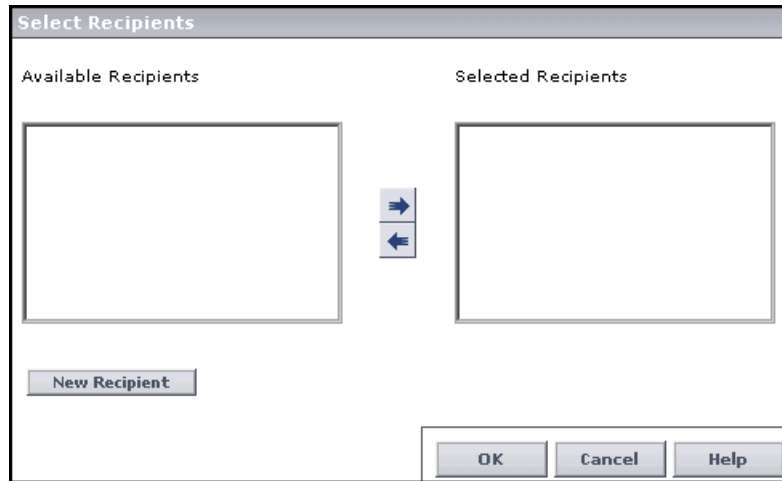 Select Recipients
Available Recipients
Selected Recipients
New Recipient
OK
Cancel
Help